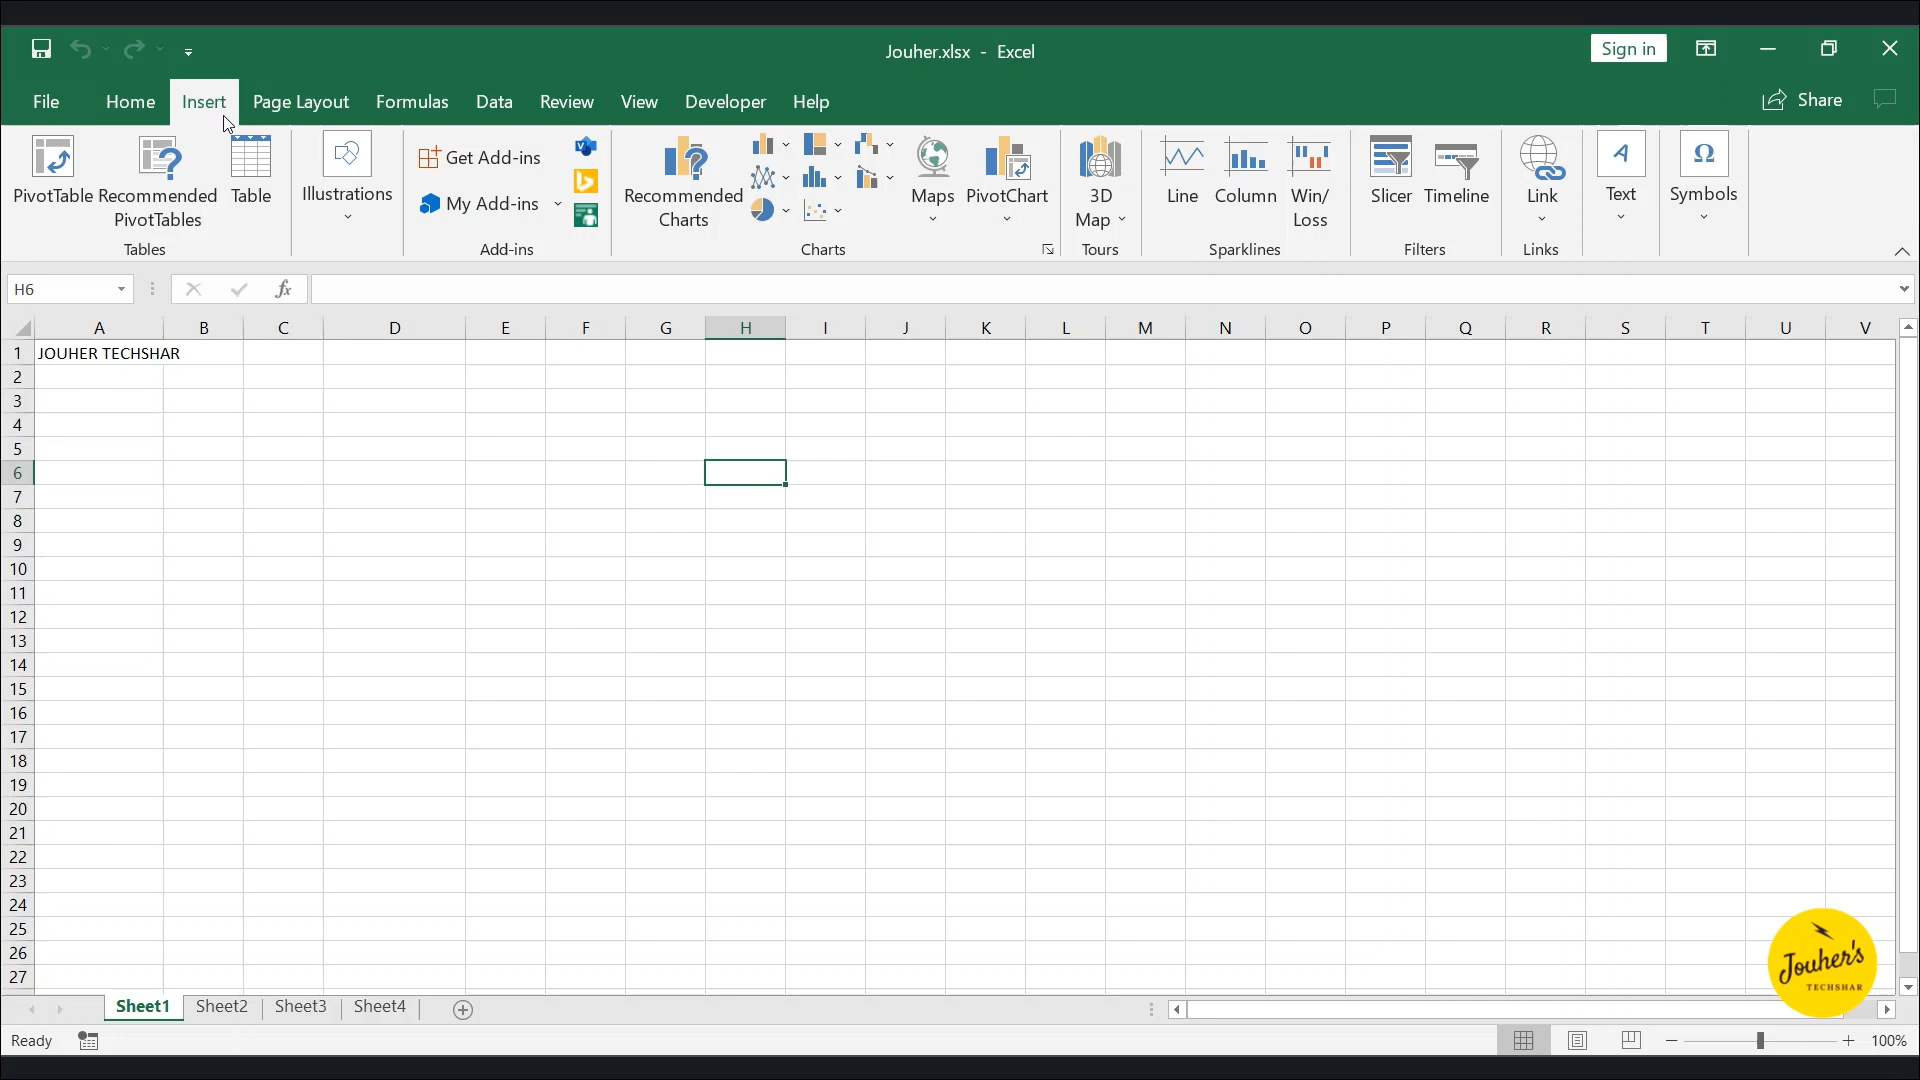 Jouher.xlsx - Excel
Sign in
File Home Insert Page Layout Formulas Data Review View Developer Help
Share
PivotTable
Recommended
PivotTables
Table
Tables
Illustrations
Get Add-ins
My Add-ins
Add-ins
Recommended
Charts
Maps
PivotChart
Charts
3D
Map
Tours
Line
Column
Win/
Loss
Sparklines
Slicer
Timeline
Filters
Link
Links
A
Text
Ω
Symbols
H6
fx
A B C D E F G H I J K L M N O P Q R S T U V
1 JOUHER TECHSHAR
2
3
4
5
6
7
8
9
10
11
12
13
14
15
16
17
18
19
20
21
22
23
24
25
26
27
Jouher's
TECHSHAR
Sheet1 Sheet2 Sheet3 Sheet4
Ready
100%